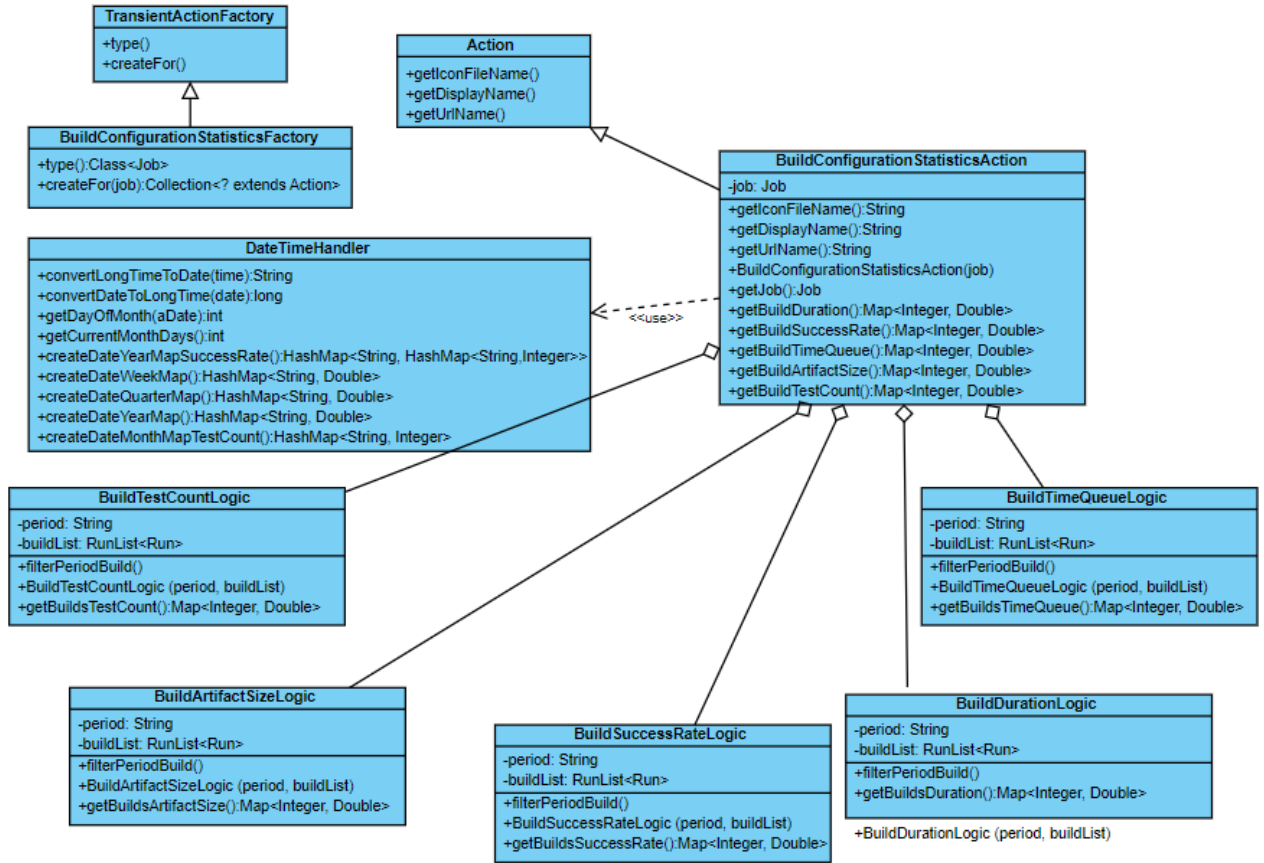 TransientActionFactory
+type()
+createFor()
Action
+getIconFileName()
+getDisplayName()
+getUrlName()
BuildConfigurationStatisticsFactory
+type():Class<Job>
+createFor(job):Collection<? extends Action>
BuildConfigurationStatisticsAction
-job: Job
+getIconFileName():String
+getDisplayName():String
+getUrlName():String
+BuildConfigurationStatisticsAction(job)
+getJob():Job
+getBuildDuration():Map<Integer, Double>
+getBuildSuccessRate():Map<Integer, Double>
+getBuildTimeQueue():Map<Integer, Double>
+getBuildArtifactSize():Map<Integer, Double>
+getBuildTestCount():Map<Integer, Double>
DateTimeHandler
+convertLongTimeToDate(time):String
+convertDateToLongTime(date):long
+getDayOfMonth(aDate):int
+getCurrentMonthDays():int
+createDateYearMapSuccessRate():HashMap<String, HashMap<String,Integer>>
+createDateWeekMap():HashMap<String, Double>
+createDateQuarterMap():HashMap<String, Double>
+createDateYearMap():HashMap<String, Double>
+createDateMonthMapTestCount():HashMap<String, Integer>
<<use>>
BuildTestCountLogic
-period: String
-buildList: RunList<Run>
+filterPeriodBuild()
+BuildTestCountLogic (period, buildList)
+getBuildsTestCount():Map<Integer, Double>
BuildTimeQueueLogic
-period: String
-buildList: RunList<Run>
+filterPeriodBuild()
+BuildTimeQueueLogic (period, buildList)
+getBuildsTimeQueue():Map<Integer, Double>
BuildArtifactSizeLogic
-period: String
-buildList: RunList<Run>
+filterPeriodBuild()
+BuildArtifactSizeLogic (period, buildList)
+getBuildsArtifactSize():Map<Integer, Double>
BuildSuccessRateLogic
-period: String
-buildList: RunList<Run>
+filterPeriodBuild()
+BuildSuccessRateLogic (period, buildList)
+getBuildsSuccessRate():Map<Integer, Double>
BuildDurationLogic
-period: String
-buildList: RunList<Run>
+filterPeriodBuild()
+getBuildsDuration():Map<Integer, Double>
+BuildDurationLogic (period, buildList)